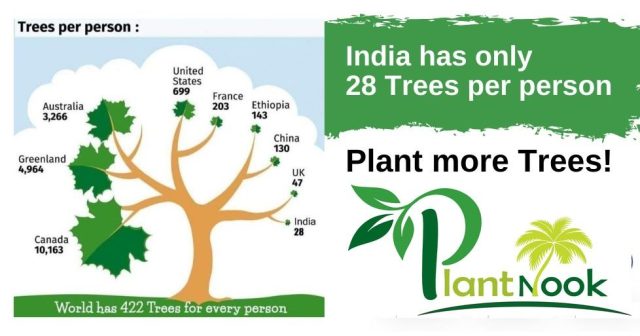 Trees per person :
United
States
699
France
203
Ethiopia
143
Australia
3,266
China
130
Greenland
4,964
UK
47
India
28
Canada
10,163
World has 422 Trees for every person
India has only
28 Trees per person
Plant more Trees!
PlantNook